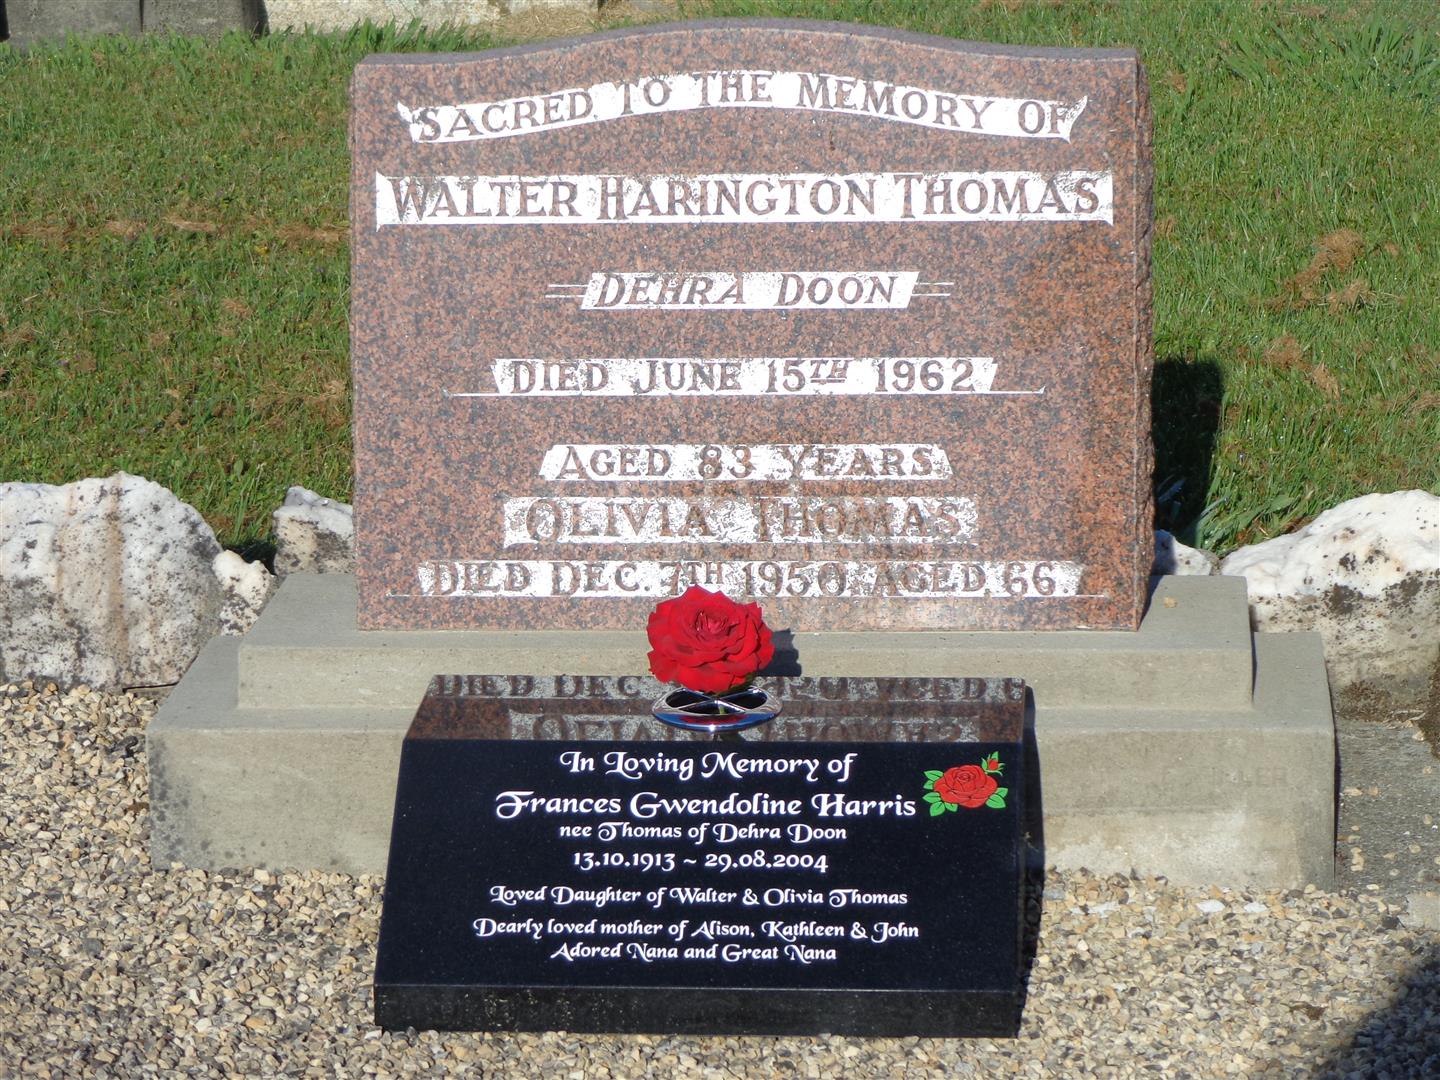 SACRED TO THE MEMORY OF
WALTER HARINGTON THOMAS
DEHRA DOON
DIED JUNE 15TH 1962
AGED 83 YEARS
OLIVIA THOMAS
DIED DEC. 7TH 1950 AGED 66
In Loving Memory of
Frances Gwendoline Harris
nee Thomas of Dehra Doon
13.10.1913 ~ 29.08.2004
Loved Daughter of Walter & Olivia Thomas
Dearly loved mother of Alison, Kathleen & John
Adored Nana and Great Nana